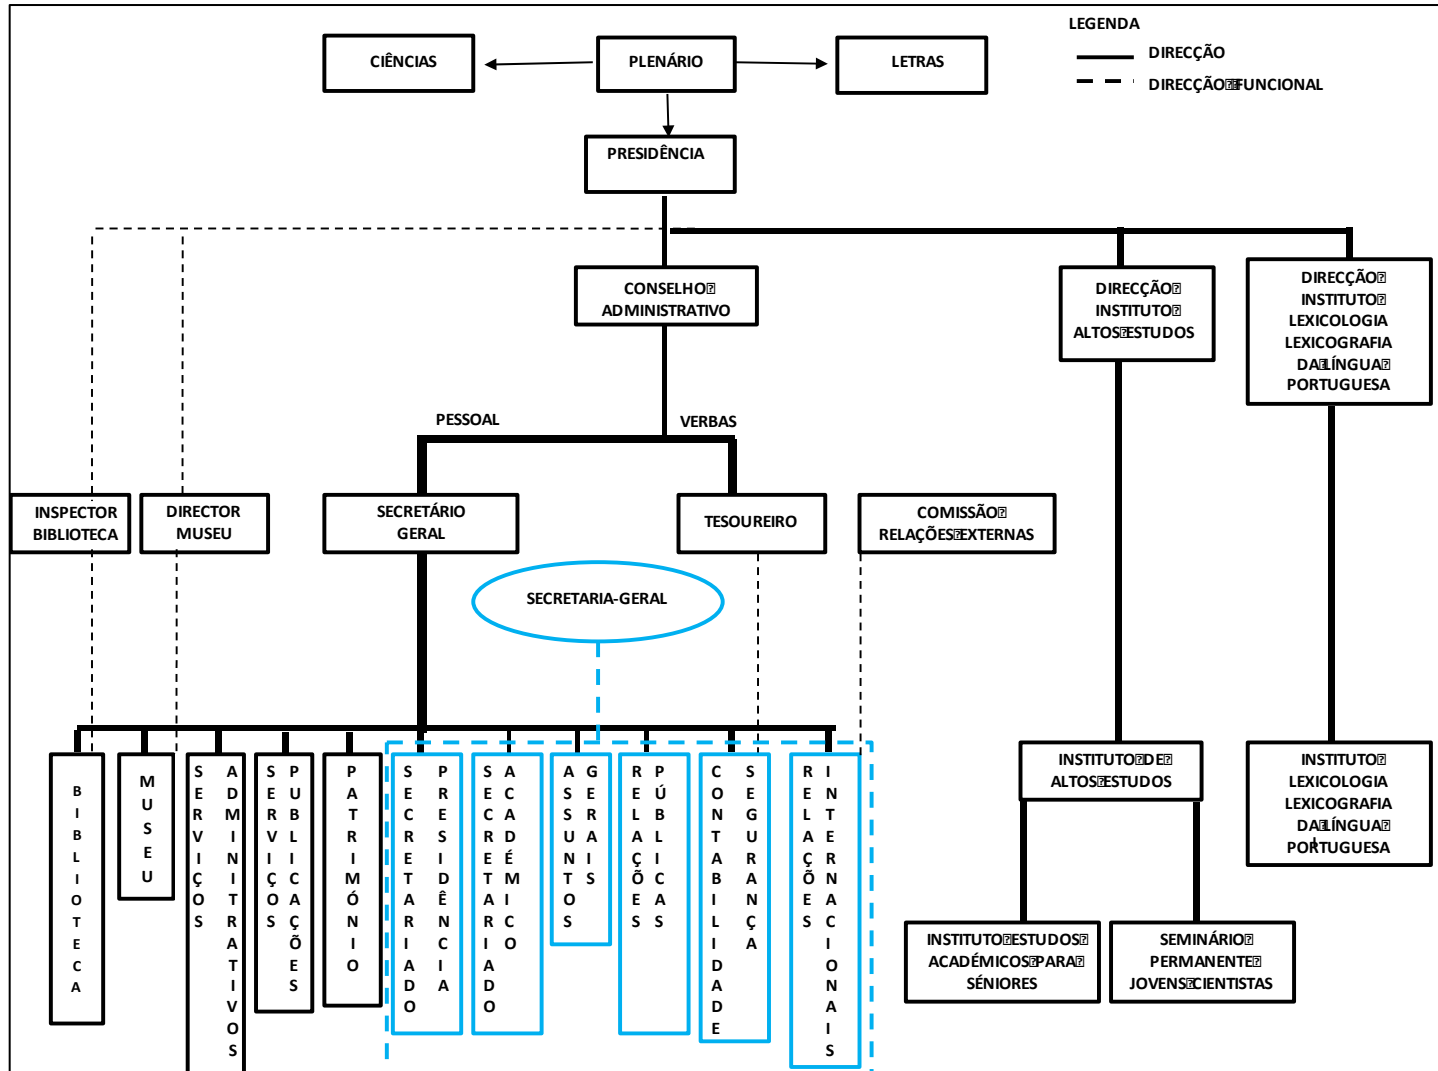 LEGENDA
DIRECÇÃO
DIRECÇÃO FUNCIONAL
CIÊNCIAS
PLENÁRIO
LETRAS
PRESIDÊNCIA
CONSELHO
ADMINISTRATIVO
DIRECÇÃO
INSTITUTO
ALTOS ESTUDOS
DIRECÇÃO
INSTITUTO
LEXICOLOGIA
LEXICOGRAFIA
DA LÍNGUA
PORTUGUESA
PESSOAL
VERBAS
INSPECTOR
BIBLIOTECA
DIRECTOR
MUSEU
SECRETÁRIO
GERAL
TESOUREIRO
COMISSÃO
RELAÇÕES EXTERNAS
SECRETARIA-GERAL
BIBLIOTECA
MUSEU
SERVIÇOS
ADMINITRATIVOS
SERVIÇOS
PUBLICAÇÕES
PATRIMÓNIO
SECRETARIADO
PRESIDÊNCIA
SECRETARIADO
ACADÉMICO
ASSUNTOS
GERAIS
RELAÇÕES
PÚBLICAS
CONTABILIDADE
SEGURANÇA
RELAÇÕES
INTERNACIONAIS
INSTITUTO DE
ALTOS ESTUDOS
INSTITUTO
LEXICOLOGIA
LEXICOGRAFIA
DA LÍNGUA
PORTUGUESA
INSTITUTO ESTUDOS
ACADÉMICOS PARA
SÉNIORES
SEMINÁRIO
PERMANENTE
JOVENS CIENTISTAS